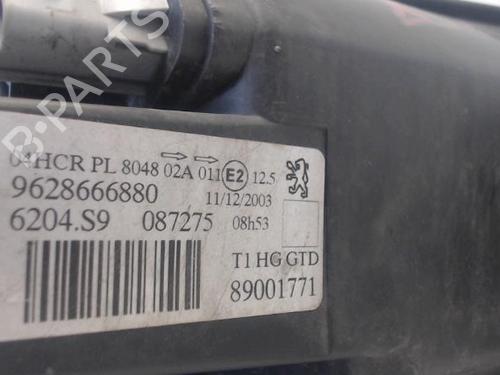 B-PARTS
04HCR PL 8048 02A 011 E2 12.5
9628666880 11/12/2003
6204.S9 087275 08h53
T1 HG GTD
89001771